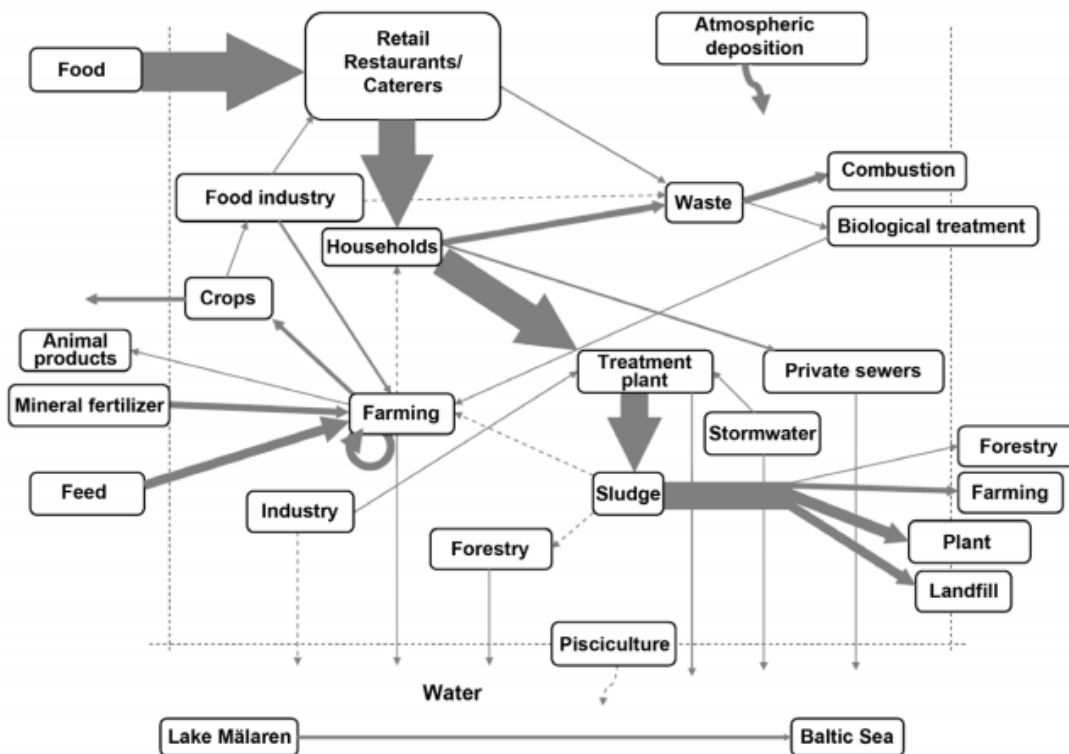 Retail
Restaurants/
Caterers
Atmospheric
deposition
Food
Combustion
Food industry
Waste
Biological treatment
Households
Crops
Animal
products
Treatment
plant
Private sewers
Mineral fertilizer
Farming
Stormwater
Forestry
Feed
Sludge
Farming
Industry
Forestry
Plant
Landfill
Pisciculture
Water
Lake Mälaren
Baltic Sea